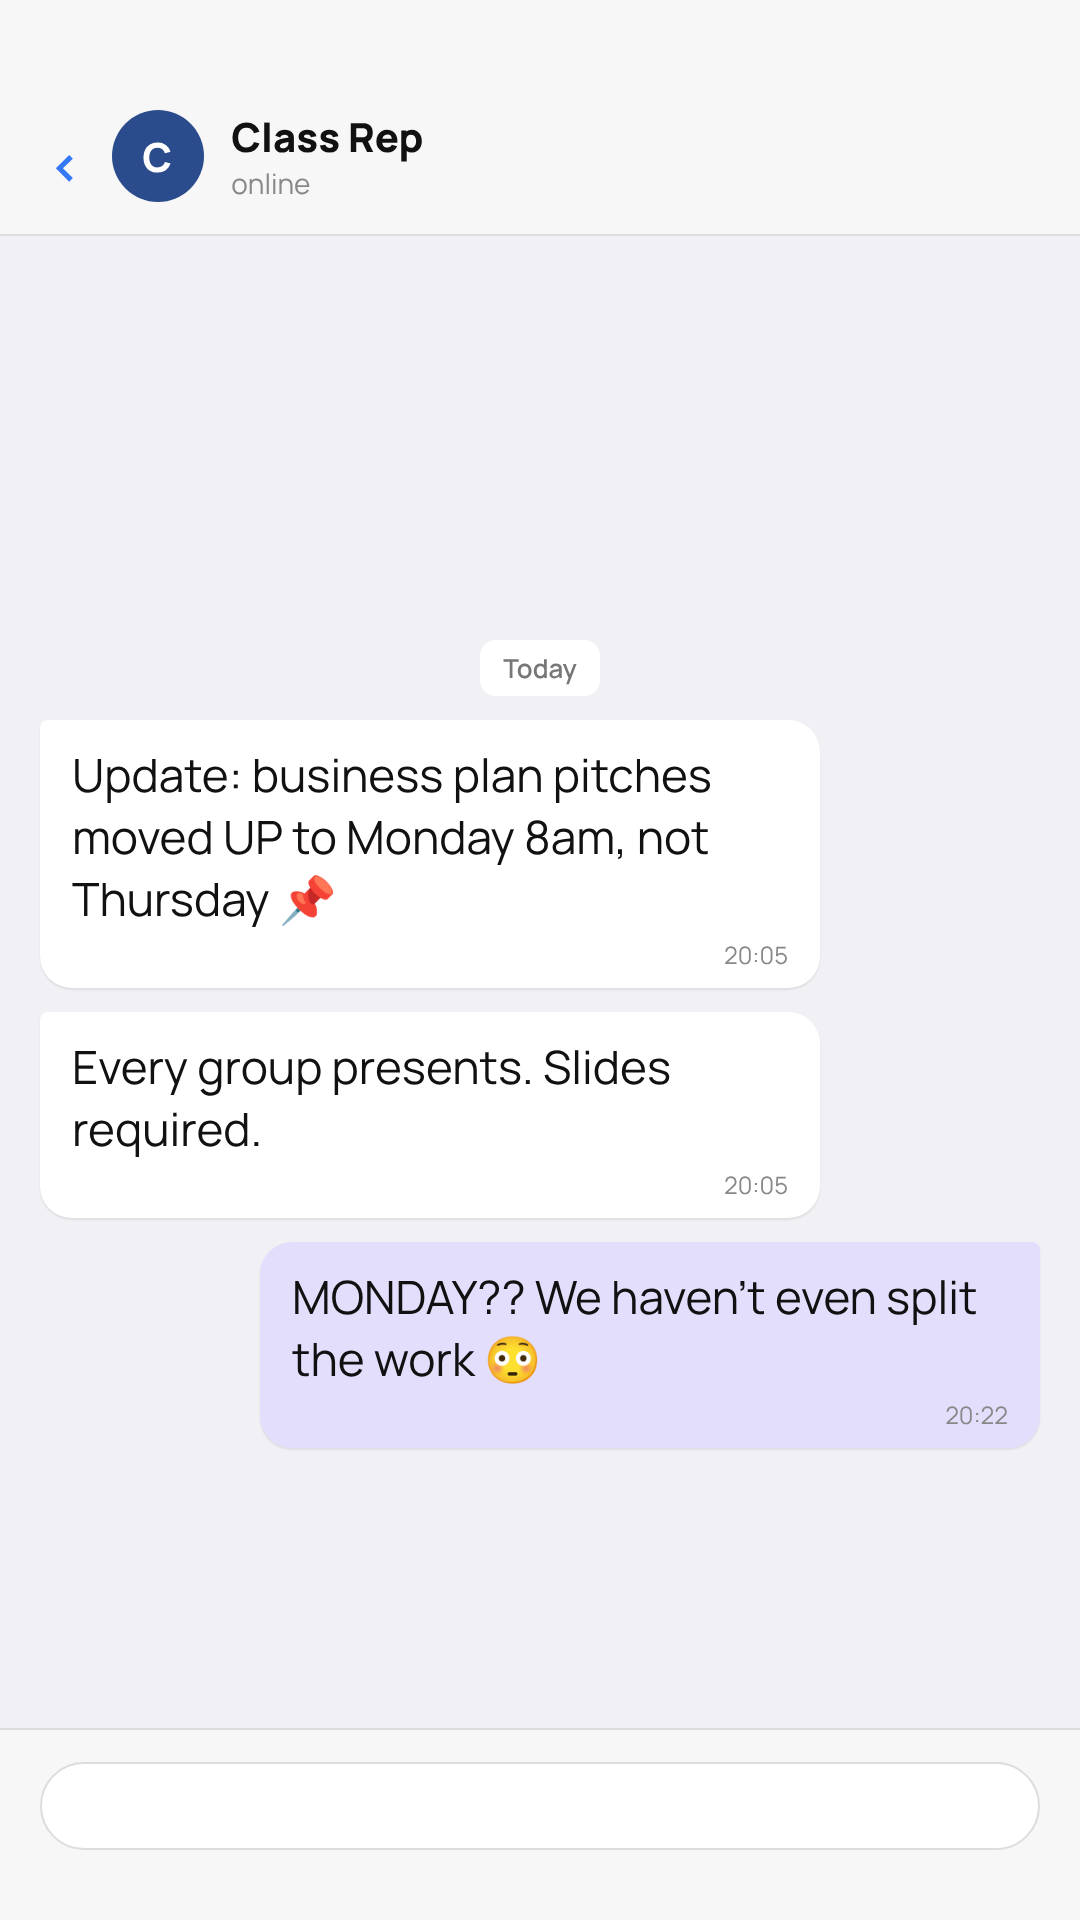 C
Class Rep
online
Today
Update: business plan pitches
moved UP to Monday 8am, not
Thursday 📌
20:05
Every group presents. Slides
required.
20:05
MONDAY?? We haven’t even split
the work 😳
20:22